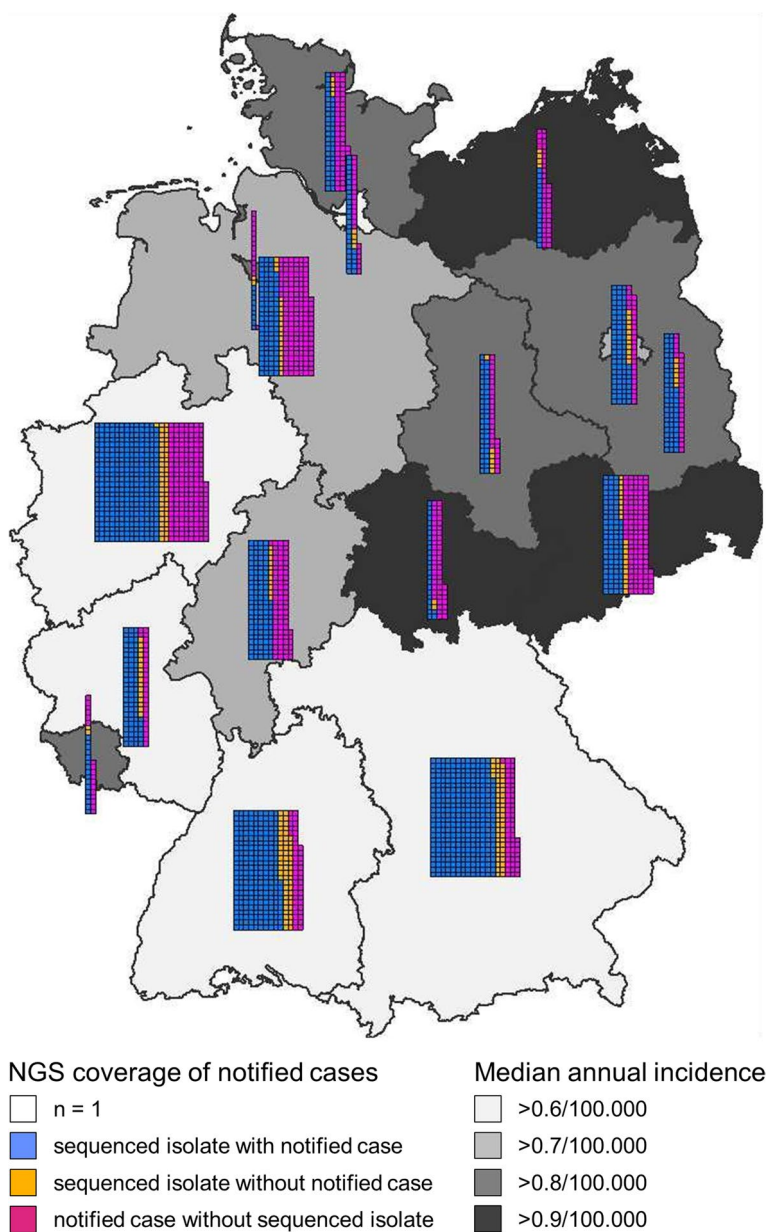 NGS coverage of notified cases
n = 1
sequenced isolate with notified case
sequenced isolate without notified case
notified case without sequenced isolate
Median annual incidence
>0.6/100.000
>0.7/100.000
>0.8/100.000
>0.9/100.000